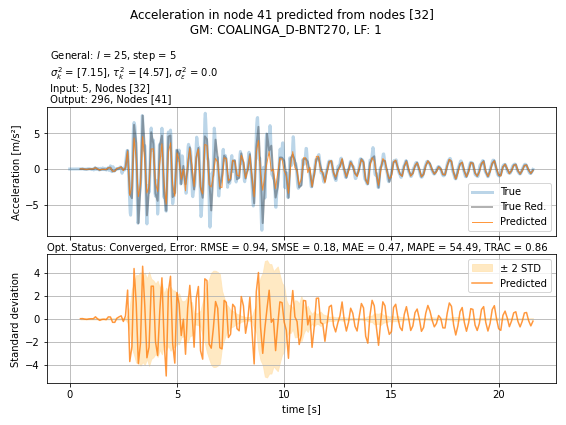 Acceleration in node 41 predicted from nodes [32]
GM: COALINGA_D-BNT270, LF: 1
General: l = 25, step = 5
σ²ₖ = [7.15], τ²ₖ = [4.57], σ²ε = 0.0
Input: 5, Nodes [32]
Output: 296, Nodes [41]
Acceleration [m/s²]
5
0
−5
True
True Red.
Predicted
Opt. Status: Converged, Error: RMSE = 0.94, SMSE = 0.18, MAE = 0.47, MAPE = 54.49, TRAC = 0.86
Standard deviation
4
2
0
−2
−4
± 2 STD
Predicted
0 5 10 15 20
time [s]